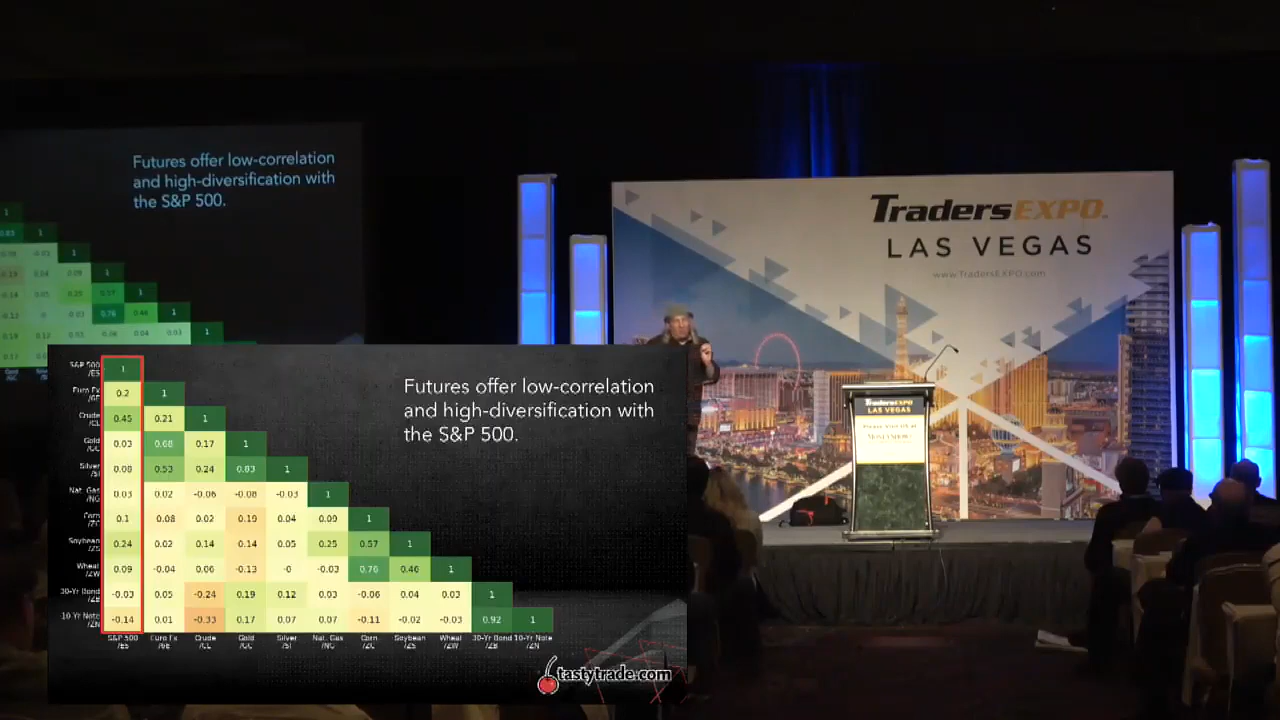 Futures offer low-correlation
and high-diversification with
the S&P 500.
TradersEXPO
LAS VEGAS
www.TradersEXPO.com
TradersEXPO
LAS VEGAS
Futures offer low-correlation
and high-diversification with
the S&P 500.
S&P 500 /ES 1
Euro Fx /6E 0.2 1
Crude /CL 0.45 0.21 1
Gold /GC 0.03 0.68 0.17 1
Silver /SI 0.08 0.53 0.24 0.83 1
Nat. Gas /NG 0.03 0.02 -0.06 -0.08 -0.03 1
Corn /ZC 0.1 -0.08 0.02 -0.19 0.04 0.09 1
Soybean /ZS 0.24 0.02 0.14 -0.14 0.05 0.25 0.57 1
Wheat /ZW 0.09 -0.04 0.06 -0.13 -0 -0.03 0.76 0.46 1
30-Yr Bond /ZB -0.03 0.05 -0.24 0.19 0.12 0.03 -0.06 0.04 0.03 1
10-Yr Note /ZN -0.14 0.01 -0.33 0.17 0.07 0.07 -0.11 -0.02 -0.03 0.92 1
S&P 500 Euro Fx Crude Gold Silver Nat. Gas Corn Soybean Wheat 30-Yr Bond 10-Yr Note
/ES /6E /CL /GC /SI /NG /ZC /ZS /ZW /ZB /ZN
tastytrade.com